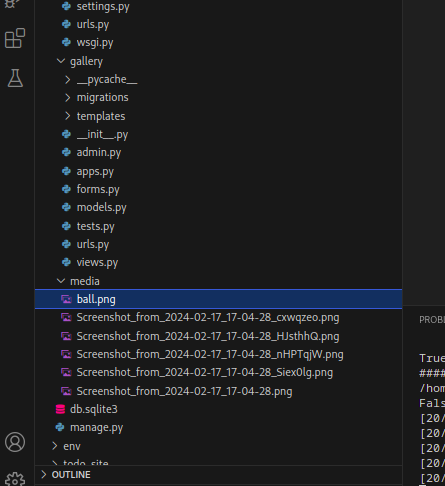 settings.py
urls.py
wsgi.py
gallery
__pycache__
migrations
templates
__init__.py
admin.py
apps.py
forms.py
models.py
tests.py
urls.py
views.py
media
ball.png
Screenshot_from_2024-02-17_17-04-28_cxwqzeo.png
Screenshot_from_2024-02-17_17-04-28_HJsthhQ.png
Screenshot_from_2024-02-17_17-04-28_nHPTqjW.png
Screenshot_from_2024-02-17_17-04-28_Siex0lg.png
Screenshot_from_2024-02-17_17-04-28.png
db.sqlite3
manage.py
env
todo_site
OUTLINE
PROBL
True
####
/hom
Fals
[20/
[20/
[20/
[20/
[20/